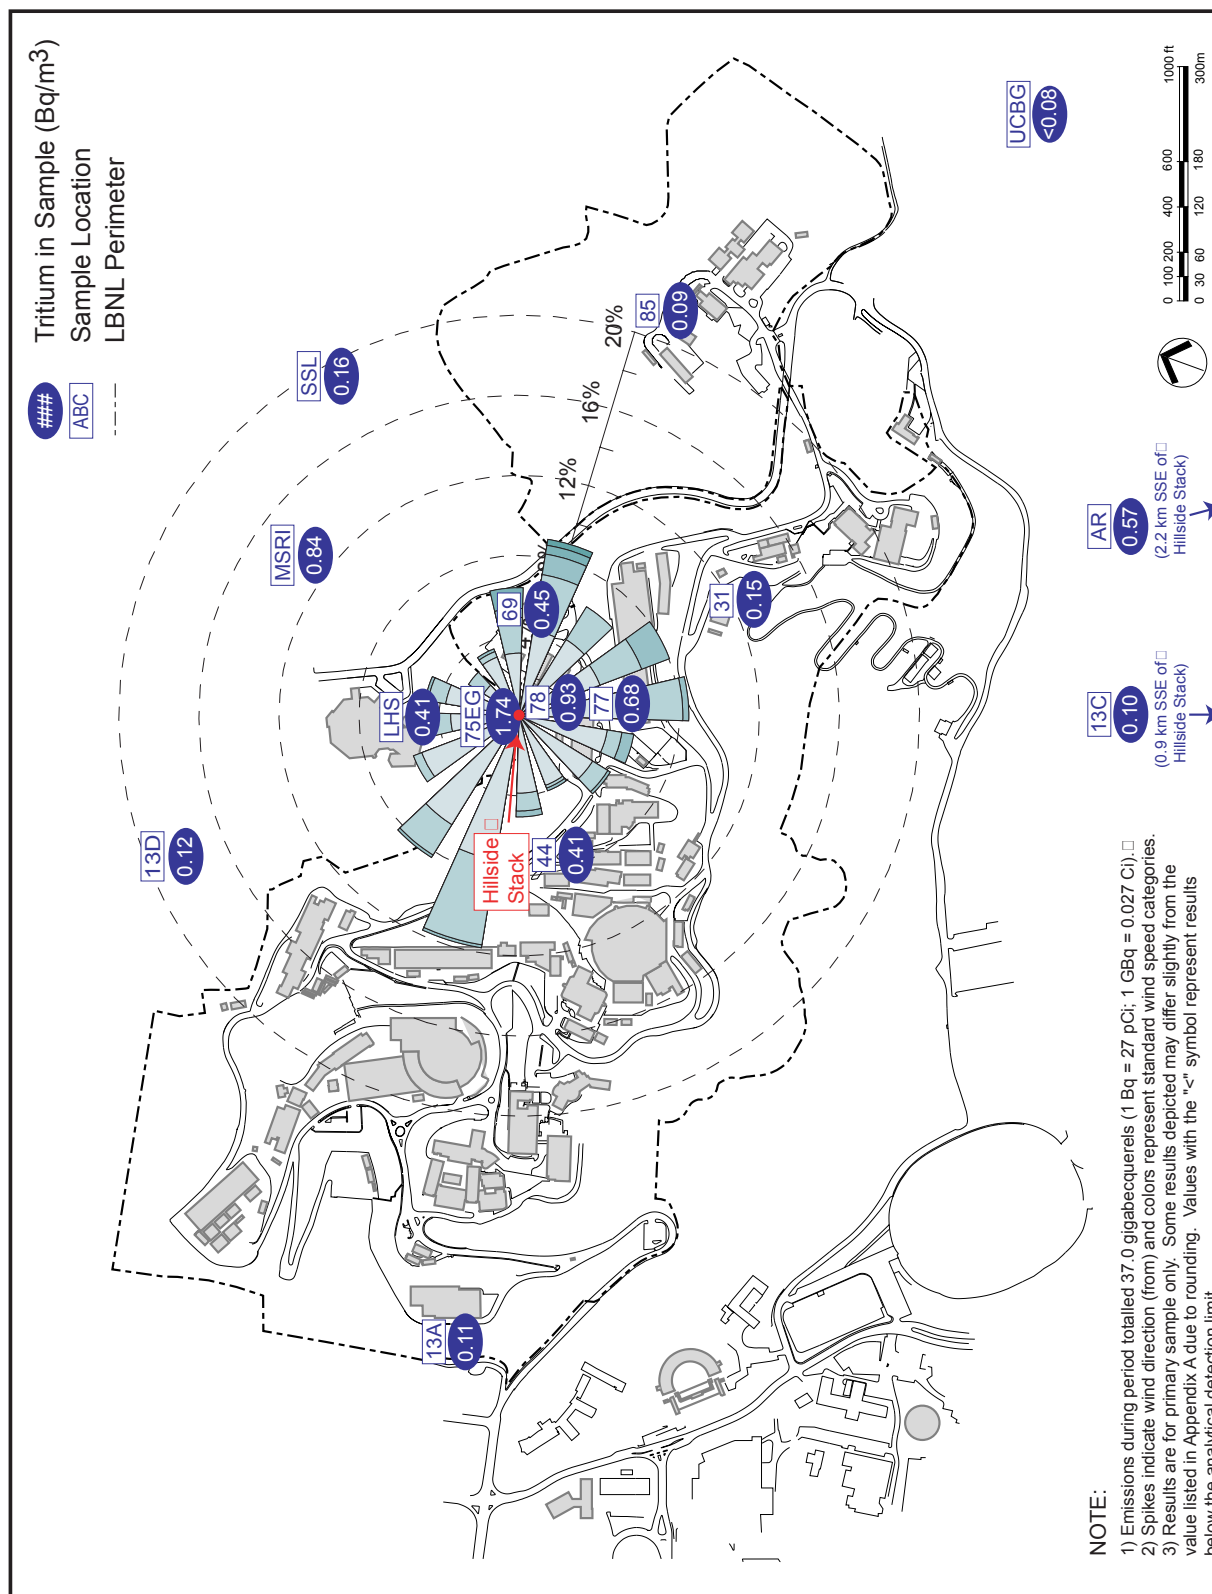 ### Tritium in Sample (Bq/m3)
ABC Sample Location
LBNL Perimeter
13D
0.12
MSRI
0.84
SSL
0.16
LHS
0.41
75EG
1.74
69
0.45
78
0.93
77
0.68
44
0.41
31
0.15
85
0.09
13A
0.11
UCBG
<0.08
Hillside
Stack
8%
12%
16%
20%
13C
0.10
(0.9 km SSE of
Hillside Stack)
AR
0.57
(2.2 km SSE of
Hillside Stack)
0 100 200 400 600 1000 ft
0 30 60 120 180 300m
NOTE:
1) Emissions during period totalled 37.0 gigabecquerels (1 Bq = 27 pCi; 1 GBq = 0.027 Ci).
2) Spikes indicate wind direction (from) and colors represent standard wind speed categories.
3) Results are for primary sample only. Some results depicted may differ slightly from the
value listed in Appendix A due to rounding. Values with the "<" symbol represent results
below the analytical detection limit